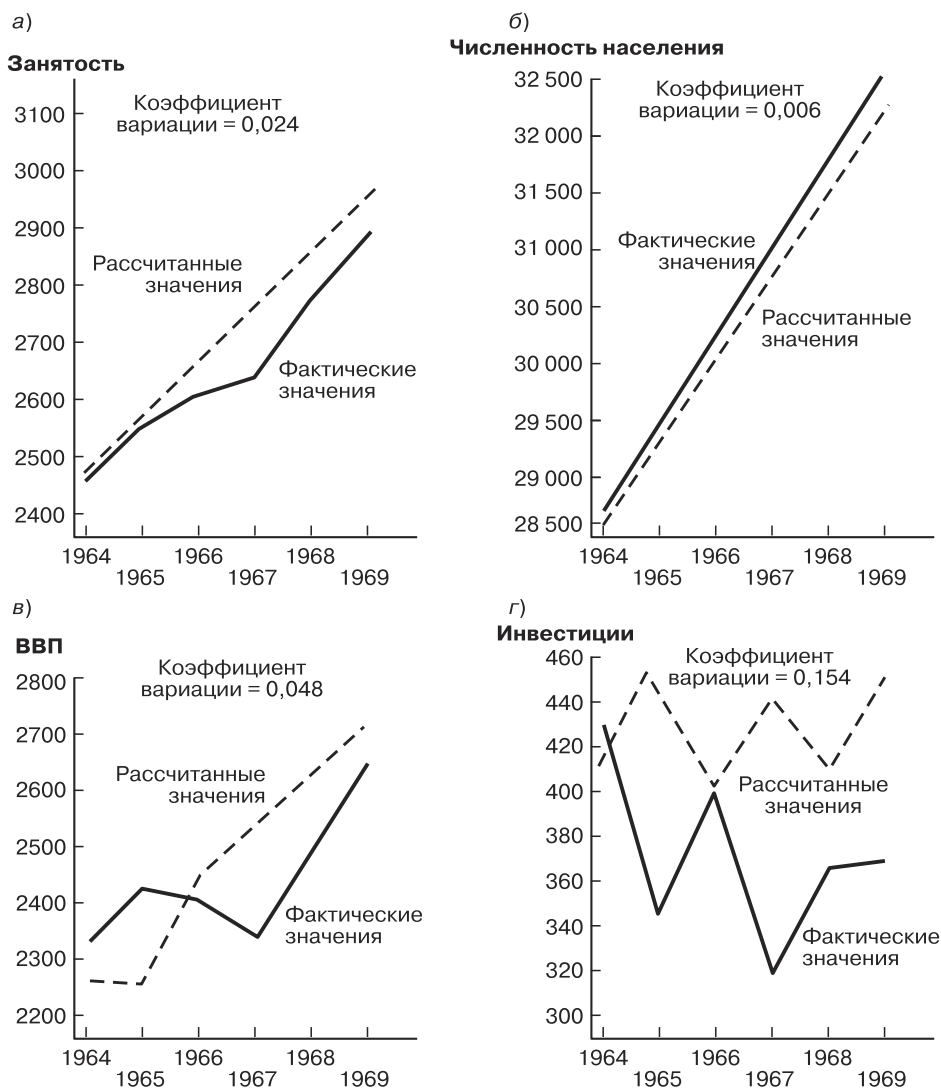 а)
Занятость
Коэффициент
вариации = 0,024
3100
3000
2900
2800
2700
2600
2500
2400
Рассчитанные
значения
Фактические
значения
1964 1966 1968
1965 1967 1969
б)
Численность населения
Коэффициент
вариации = 0,006
32 500
32 000
31 500
31 000
30 500
30 000
29 500
29 000
28 500
Фактические
значения
Рассчитанные
значения
1964 1966 1968
1965 1967 1969
в)
ВВП
Коэффициент
вариации = 0,048
2800
2700
2600
2500
2400
2300
2200
Рассчитанные
значения
Фактические
значения
1964 1966 1968
1965 1967 1969
г)
Инвестиции
Коэффициент
вариации = 0,154
460
440
420
400
380
360
340
320
300
Рассчитанные
значения
Фактические
значения
1964 1966 1968
1965 1967 1969